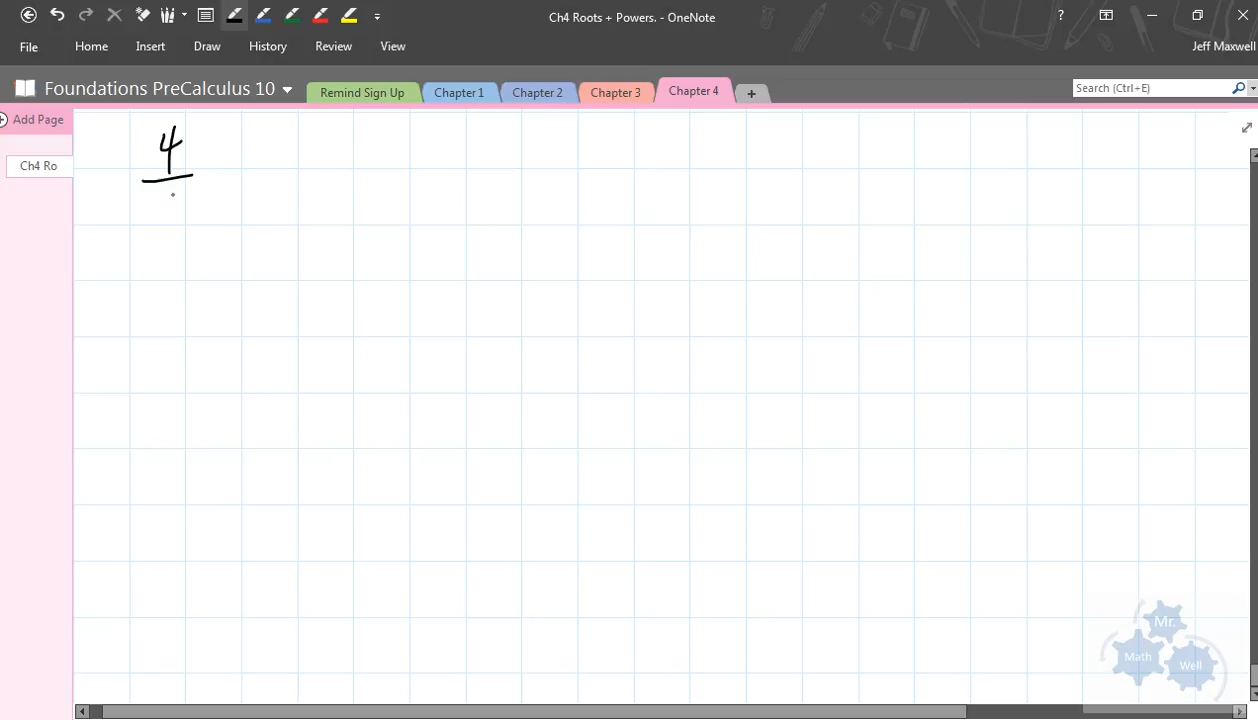 Ch4 Roots + Powers. - OneNote
?
File Home Insert Draw History Review View
Jeff Maxwell
Foundations PreCalculus 10
Remind Sign Up Chapter 1 Chapter 2 Chapter 3 Chapter 4 +
Search (Ctrl+E)
Add Page
Ch4 Ro
4
Mr.
Math
Well